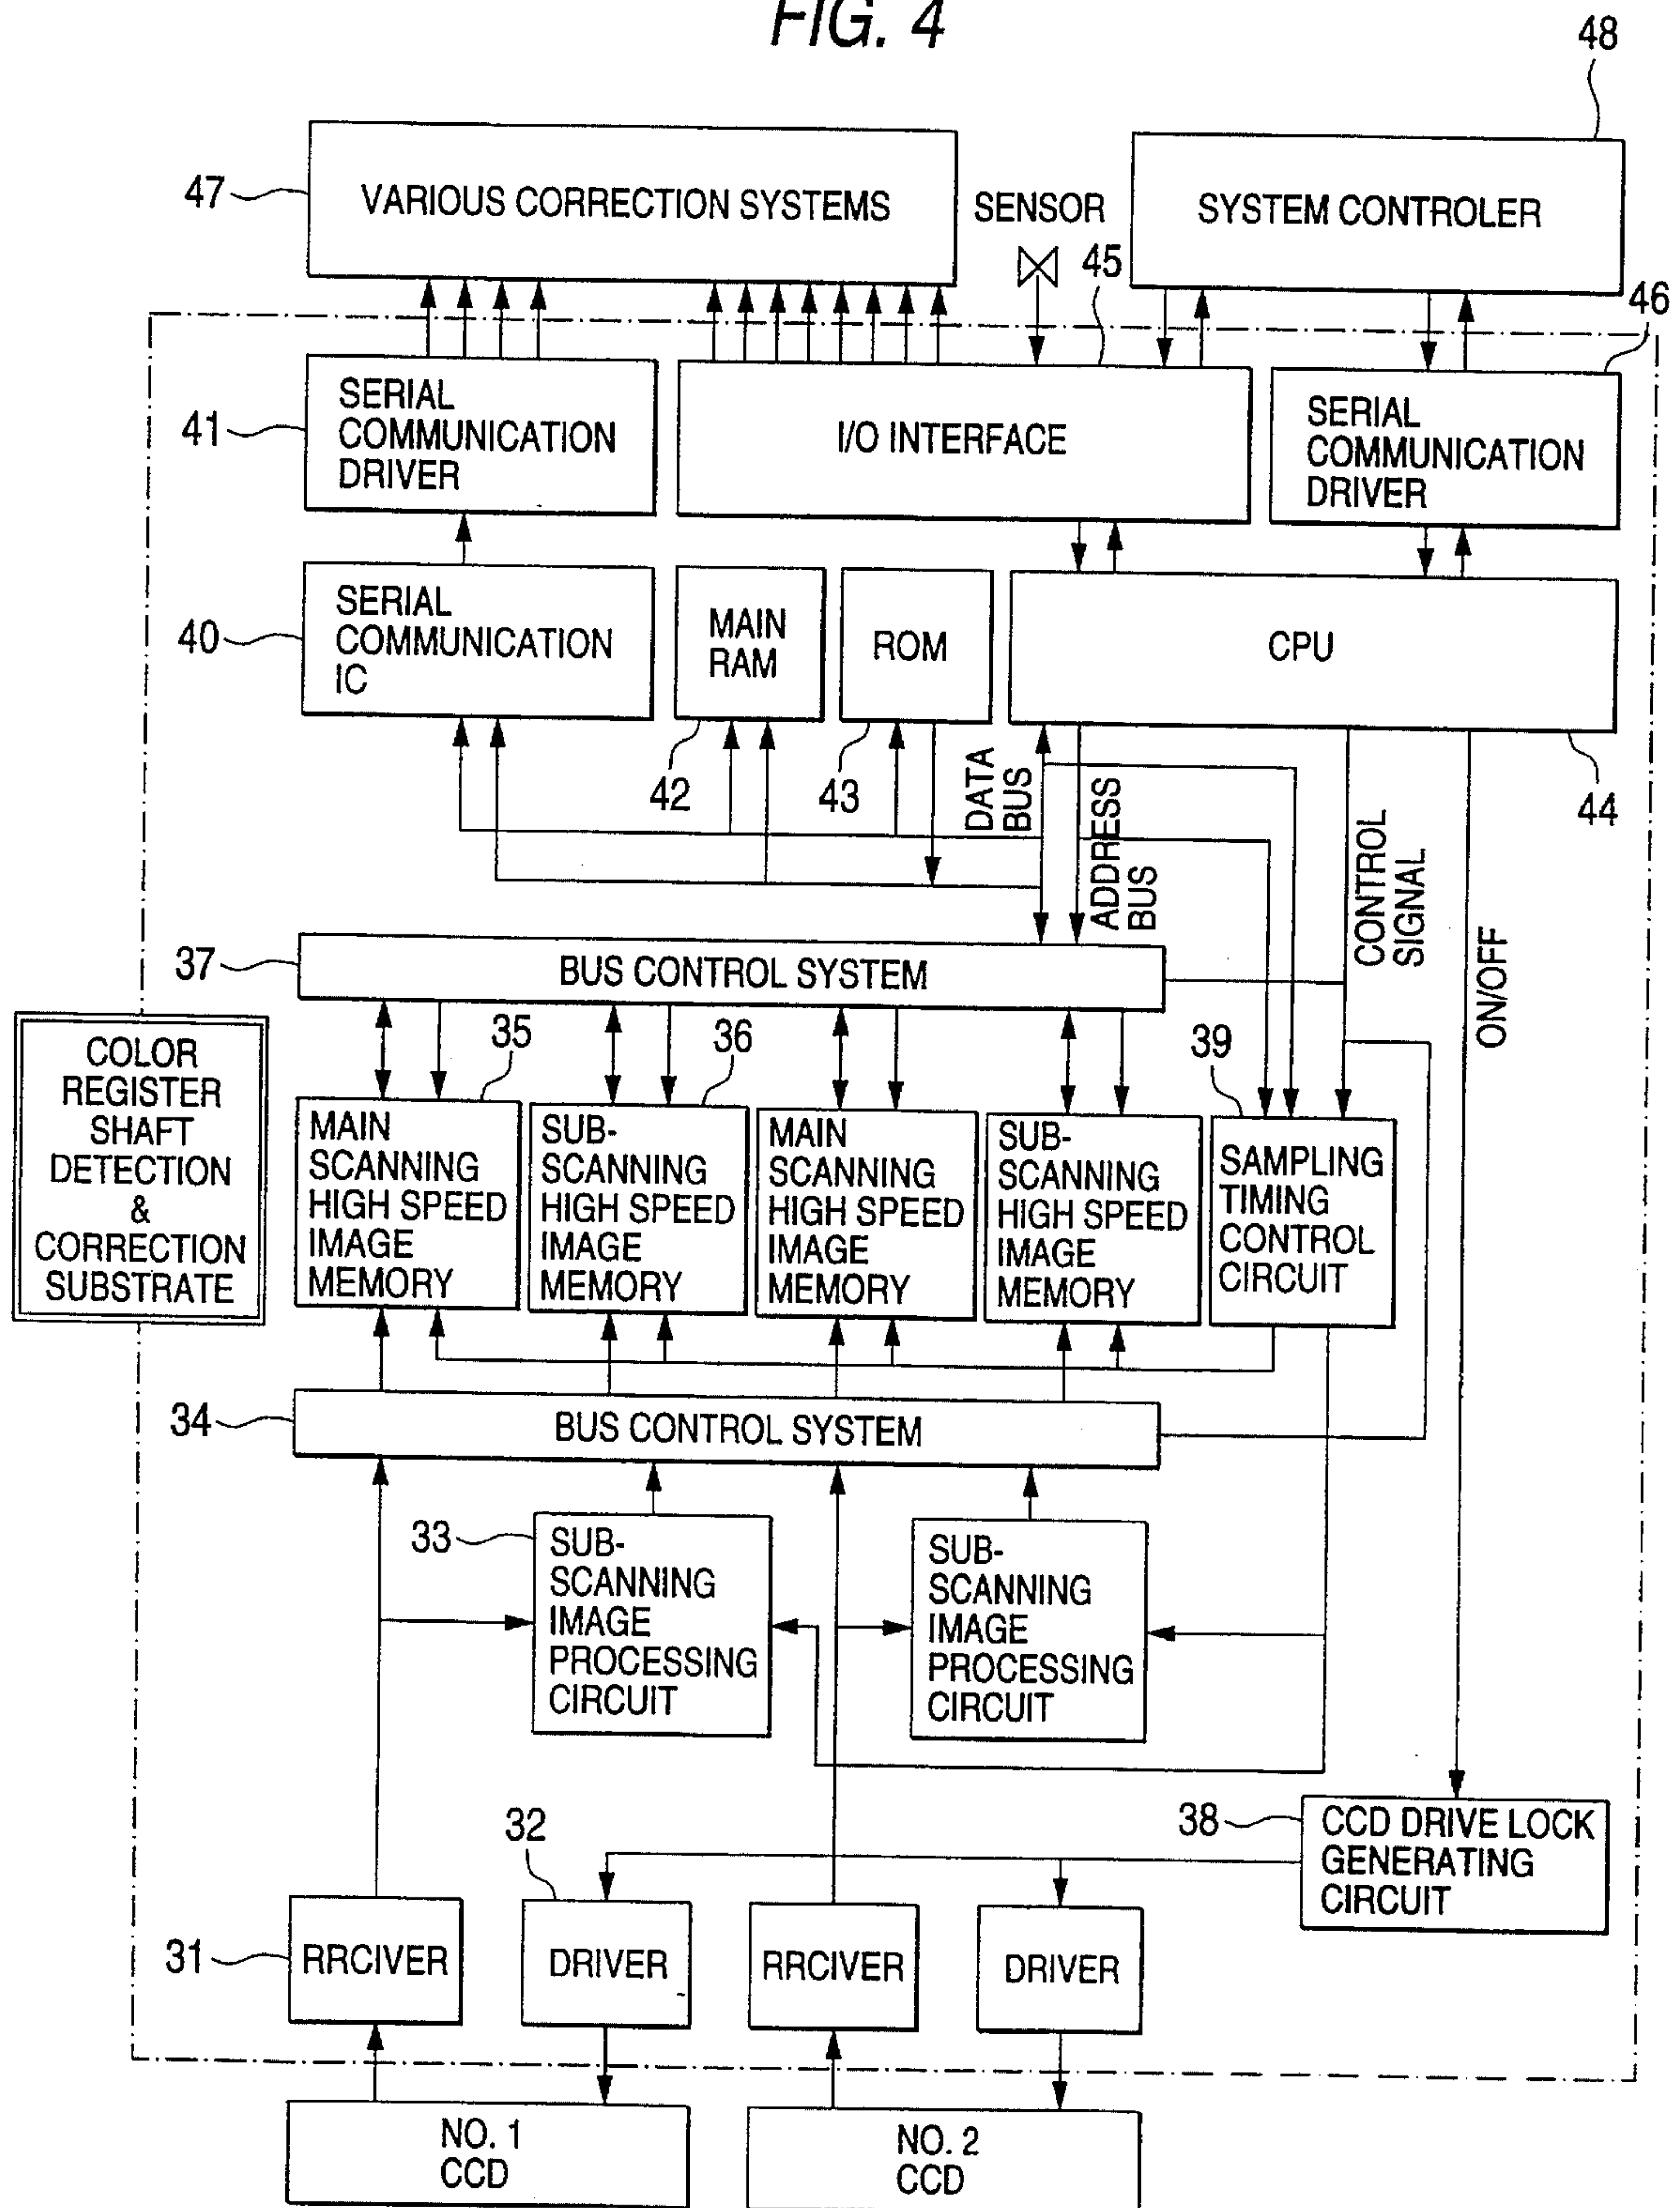 FIG. 4
48
47
VARIOUS CORRECTION SYSTEMS
SENSOR
SYSTEM CONTROLER
45
46
41
SERIAL
COMMUNICATION
DRIVER
I/O INTERFACE
SERIAL
COMMUNICATION
DRIVER
40
SERIAL
COMMUNICATION
IC
MAIN
RAM
ROM
CPU
42
43
DATA
BUS
ADDRESS
BUS
44
CONTROL
SIGNAL
ON/OFF
37
BUS CONTROL SYSTEM
COLOR
REGISTER
SHAFT
DETECTION
&
CORRECTION
SUBSTRATE
35
36
39
MAIN
SCANNING
HIGH SPEED
IMAGE
MEMORY
SUB-
SCANNING
HIGH SPEED
IMAGE
MEMORY
MAIN
SCANNING
HIGH SPEED
IMAGE
MEMORY
SUB-
SCANNING
HIGH SPEED
IMAGE
MEMORY
SAMPLING
TIMING
CONTROL
CIRCUIT
34
BUS CONTROL SYSTEM
33
SUB-
SCANNING
IMAGE
PROCESSING
CIRCUIT
SUB-
SCANNING
IMAGE
PROCESSING
CIRCUIT
32
38
CCD DRIVE LOCK
GENERATING
CIRCUIT
31
RRCIVER
DRIVER
RRCIVER
DRIVER
NO. 1
CCD
NO. 2
CCD